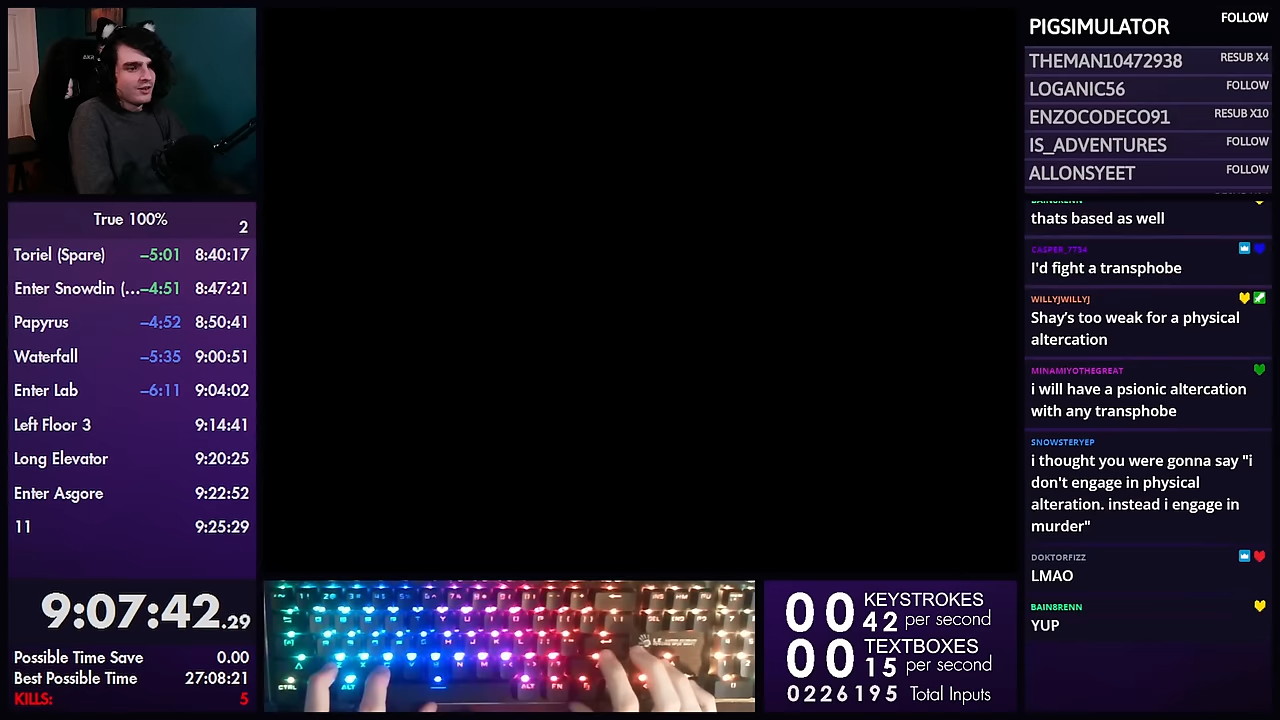 PIGSIMULATOR FOLLOW
THEMAN10472938 RESUB X4
LOGANIC56 FOLLOW
ENZOCODECO91 RESUB X10
IS_ADVENTURES FOLLOW
ALLONSYEET FOLLOW
True 100% 2
Toriel (Spare) −5:01 8:40:17
Enter Snowdin (... −4:51 8:47:21
Papyrus −4:52 8:50:41
Waterfall −5:35 9:00:51
Enter Lab −6:11 9:04:02
Left Floor 3 9:14:41
Long Elevator 9:20:25
Enter Asgore 9:22:52
11 9:25:29
9:07:42.29
Possible Time Save 0.00
Best Possible Time 27:08:21
KILLS: 5
CTRL ALT ALT FN
00.42 KEYSTROKES per second
00.15 TEXTBOXES per second
0226195 Total Inputs
BAIN8RENN
thats based as well
CASPER_7734
I'd fight a transphobe
WILLYJWILLYJ
Shay's too weak for a physical
altercation
MINAMIYOTHEGREAT
i will have a psionic altercation
with any transphobe
SNOWSTERYEP
i thought you were gonna say "i
don't engage in physical
alteration. instead i engage in
murder"
DOKTORFIZZ
LMAO
BAIN8RENN
YUP